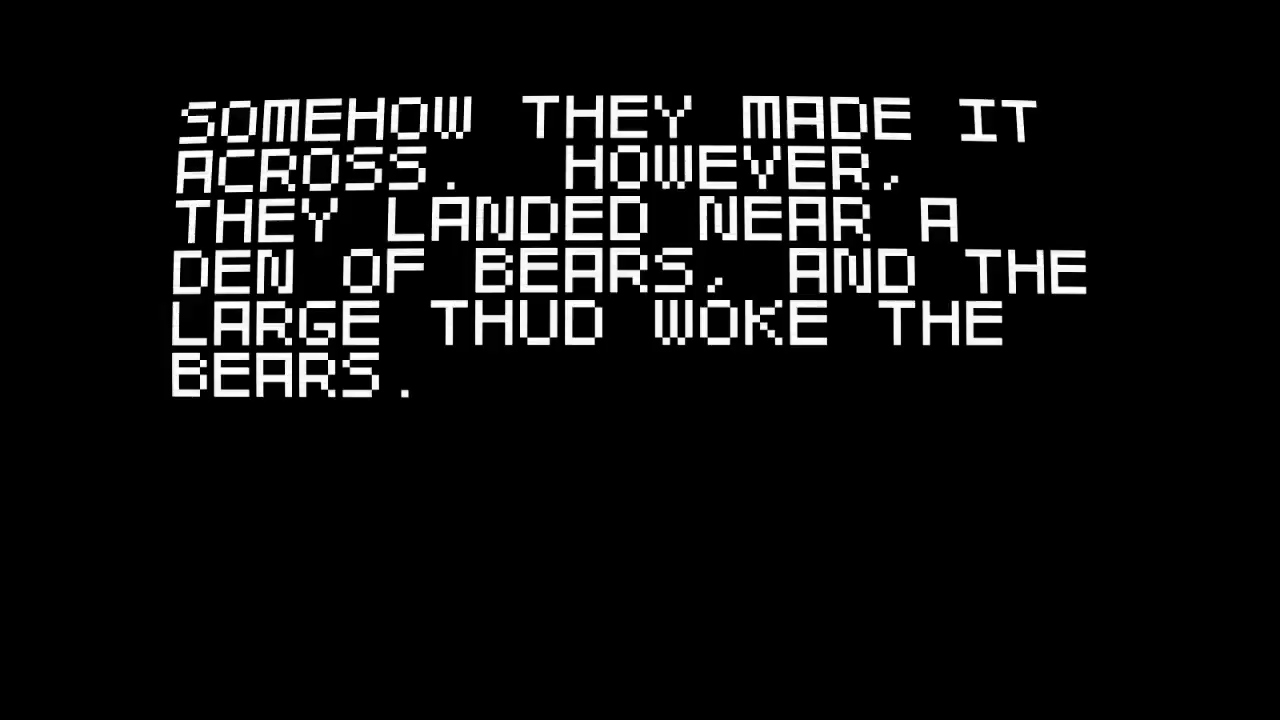 SOMEHOW THEY MADE IT
ACROSS. HOWEVER,
THEY LANDED NEAR A
DEN OF BEARS, AND THE
LARGE THUD WOKE THE
BEARS.